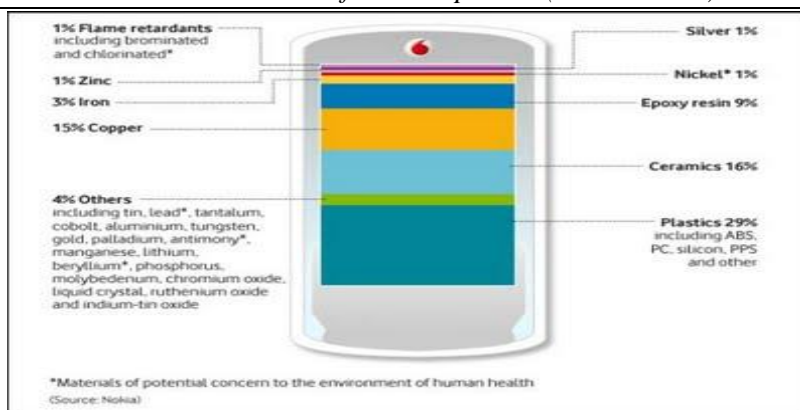 1% Flame retardants
including brominated
and chlorinated*
1% Zinc
3% Iron
15% Copper
4% Others
including tin, lead*, tantalum,
cobolt, aluminium, tungsten,
gold, palladium, antimony*,
manganese, lithium,
beryllium*, phosphorus,
molybdenum, chromium oxide,
liquid crystal, ruthenium oxide
and indium-tin oxide
Silver 1%
Nickel* 1%
Epoxy resin 9%
Ceramics 16%
Plastics 29%
including ABS,
PC, silicon, PPS
and other
*Materials of potential concern to the environment of human health
(Source: Nokia)